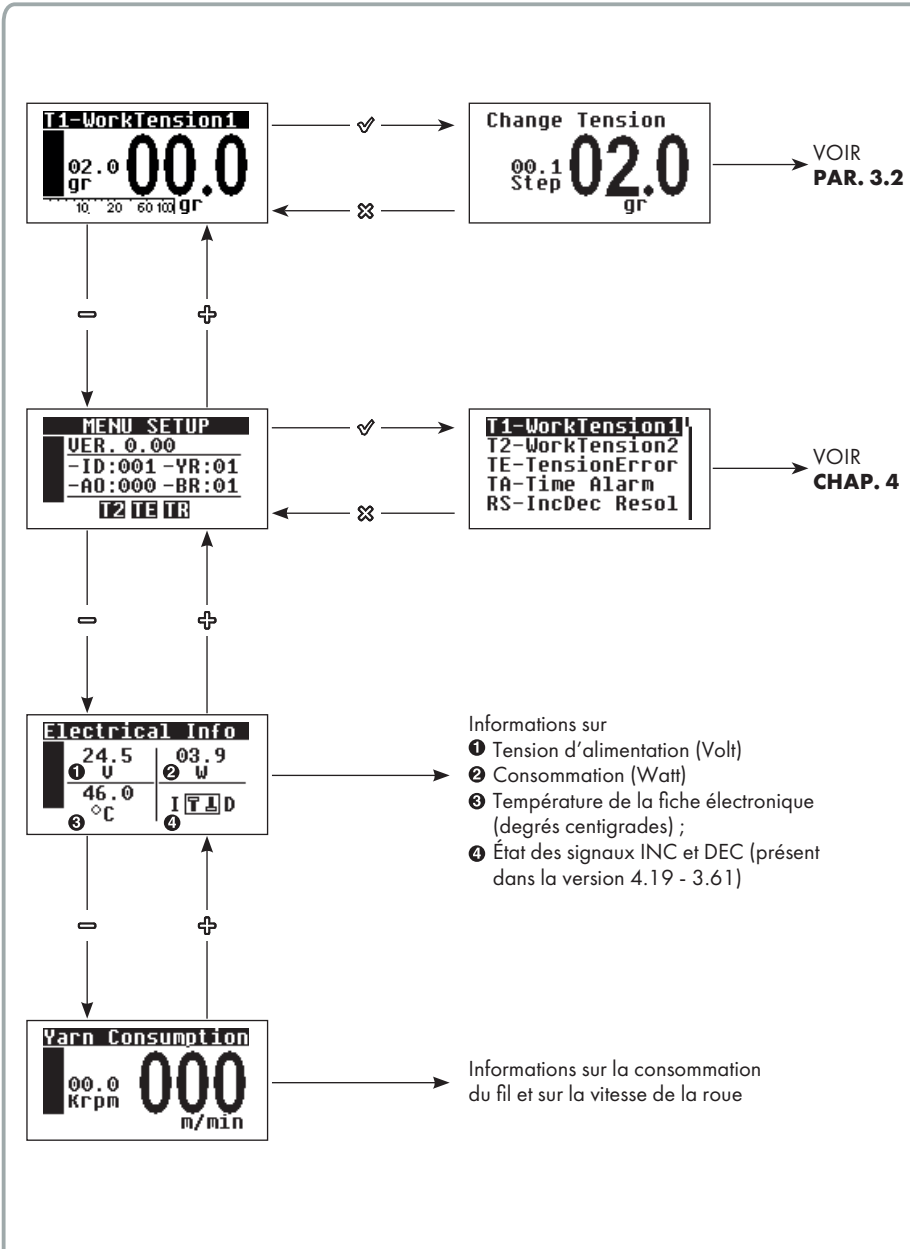 T1-WorkTension1
02.0 00.0
gr
10 20 60 100 gr
Change Tension
00.1 02.0
Step
gr
VOIR
PAR. 3.2
MENU SETUP
VER. 0.00
-ID:001 -YR:01
-AO:000 -BR:01
T2 TE TR
T1-WorkTension1
T2-WorkTension2
TE-TensionError
TA-Time Alarm
RS-IncDec Resol
VOIR
CHAP. 4
Electrical Info
24.5 03.9
❶ V ❷ W
46.0
°C I D
❸ ❹
Informations sur
❶ Tension d’alimentation (Volt)
❷ Consommation (Watt)
❸ Température de la fiche électronique
(degrés centigrades) ;
❹ État des signaux INC et DEC (présent
dans la version 4.19 - 3.61)
Yarn Consumption
00.0 000
Krpm
m/min
Informations sur la consommation
du fil et sur la vitesse de la roue